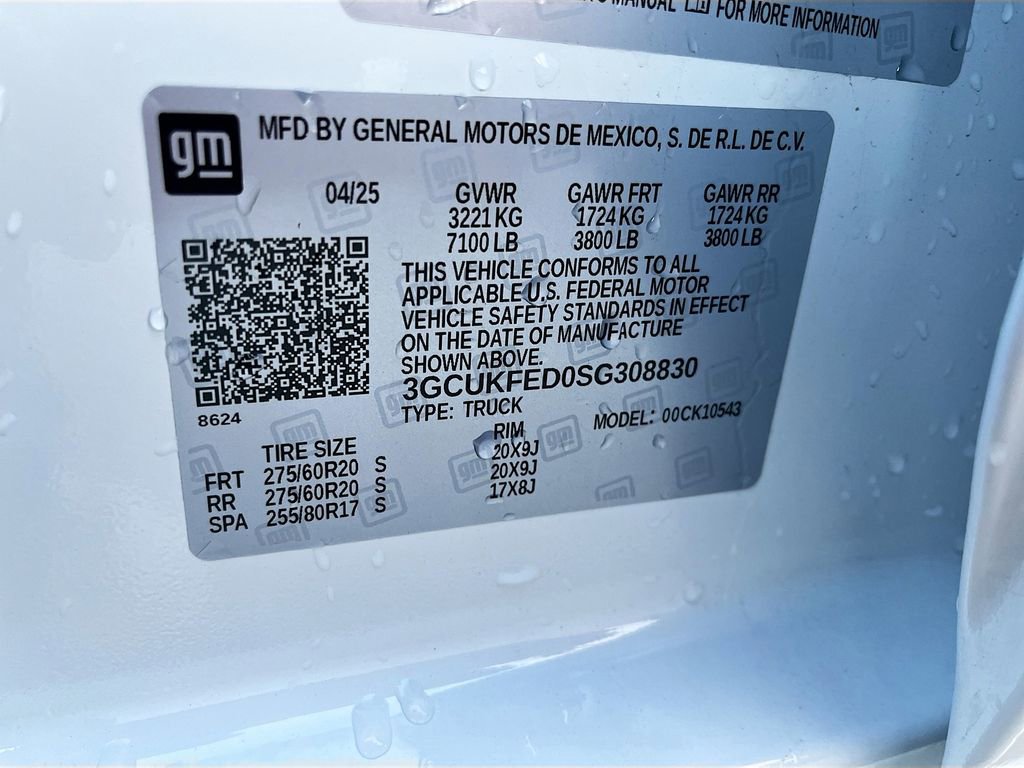 MANUAL FOR MORE INFORMATION
gm
MFD BY GENERAL MOTORS DE MEXICO, S. DE R.L. DE C.V.
04/25 GVWR GAWR FRT GAWR RR
3221 KG 1724 KG 1724 KG
7100 LB 3800 LB 3800 LB
THIS VEHICLE CONFORMS TO ALL
APPLICABLE U.S. FEDERAL MOTOR
VEHICLE SAFETY STANDARDS IN EFFECT
ON THE DATE OF MANUFACTURE
SHOWN ABOVE.
3GCUKFED0SG308830
8624
TYPE: TRUCK MODEL: 00CK10543
TIRE SIZE RIM
FRT 275/60R20 S 20X9J
RR 275/60R20 S 20X9J
SPA 255/80R17 S 17X8J